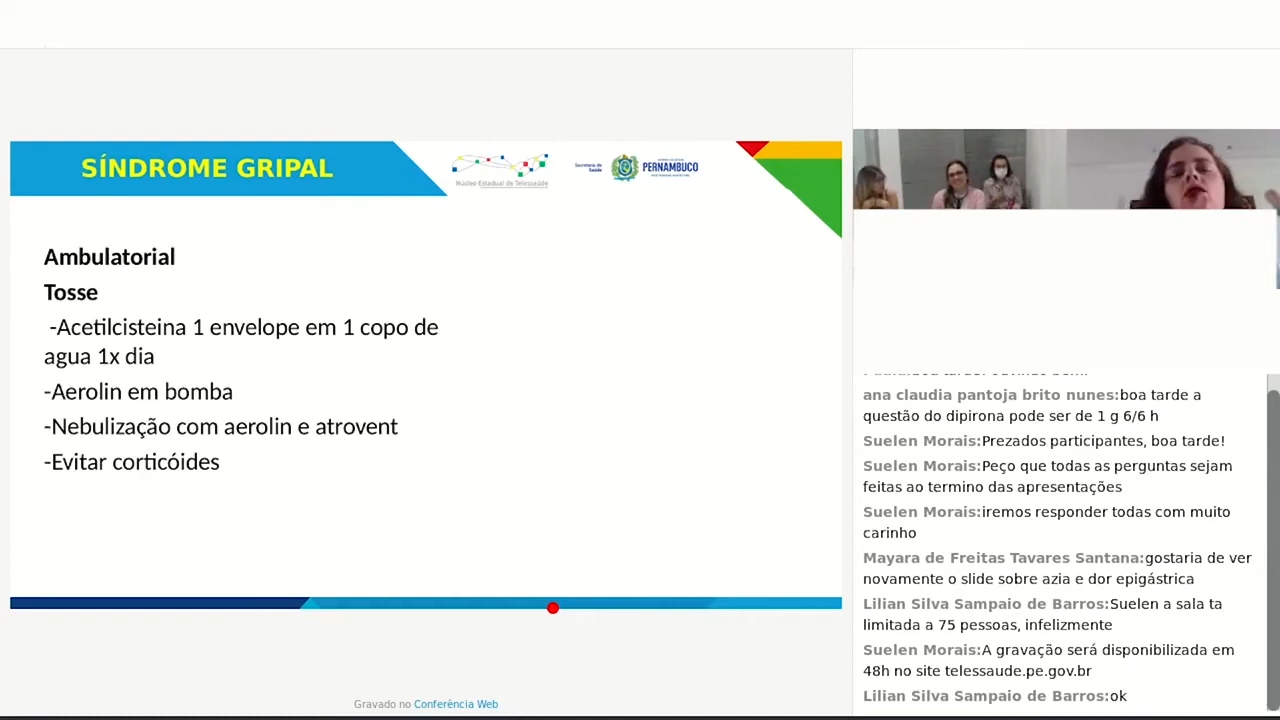 SÍNDROME GRIPAL
Núcleo Estadual de Telessaúde
Secretaria de
Saúde
PERNAMBUCO
Ambulatorial
Tosse
-Acetilcisteina 1 envelope em 1 copo de
agua 1x dia
-Aerolin em bomba
-Nebulização com aerolin e atrovent
-Evitar corticóides
Gravado no Conferência Web
ana claudia pantoja brito nunes:boa tarde a
questão do dipirona pode ser de 1 g 6/6 h
Suelen Morais:Prezados participantes, boa tarde!
Suelen Morais:Peço que todas as perguntas sejam
feitas ao termino das apresentações
Suelen Morais:iremos responder todas com muito
carinho
Mayara de Freitas Tavares Santana:gostaria de ver
novamente o slide sobre azia e dor epigástrica
Lilian Silva Sampaio de Barros:Suelen a sala ta
limitada a 75 pessoas, infelizmente
Suelen Morais:A gravação será disponibilizada em
48h no site telessaude.pe.gov.br
Lilian Silva Sampaio de Barros:ok